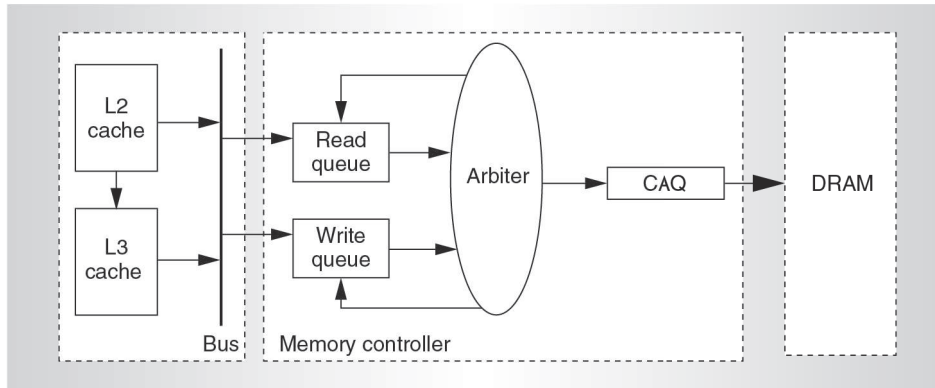 L2
cache
L3
cache
Bus
Read
queue
Write
queue
Arbiter
CAQ
Memory controller
DRAM